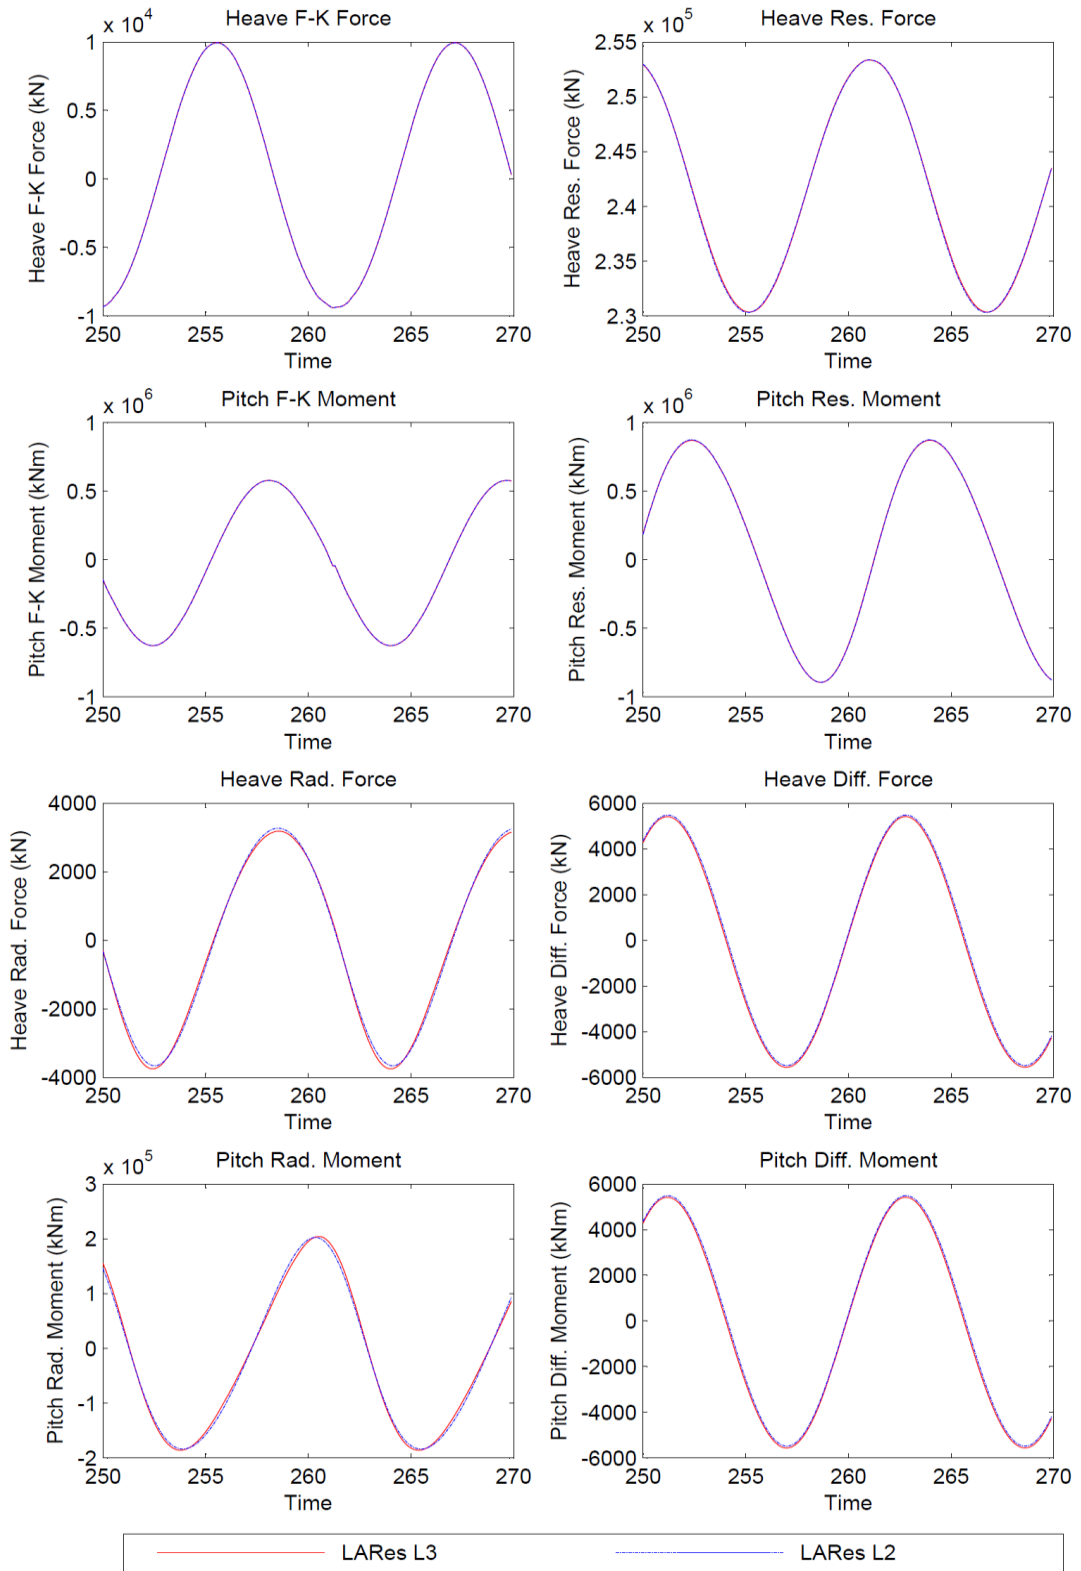 Heave F-K Force
x 10^4
Heave F-K Force (kN)
1
0.5
0
-0.5
-1
250 255 260 265 270
Time
Heave Res. Force
x 10^5
Heave Res. Force (kN)
2.55
2.5
2.45
2.4
2.35
2.3
250 255 260 265 270
Time
Pitch F-K Moment
x 10^6
Pitch F-K Moment (kNm)
1
0.5
0
-0.5
-1
250 255 260 265 270
Time
Pitch Res. Moment
x 10^6
Pitch Res. Moment (kNm)
1
0.5
0
-0.5
-1
250 255 260 265 270
Time
Heave Rad. Force
Heave Rad. Force (kN)
4000
2000
0
-2000
-4000
250 255 260 265 270
Time
Heave Diff. Force
Heave Diff. Force (kN)
6000
4000
2000
0
-2000
-4000
-6000
250 255 260 265 270
Time
Pitch Rad. Moment
x 10^5
Pitch Rad. Moment (kNm)
3
2
1
0
-1
-2
250 255 260 265 270
Time
Pitch Diff. Moment
Pitch Diff. Moment (kNm)
6000
4000
2000
0
-2000
-4000
-6000
250 255 260 265 270
Time
LARes L3
LARes L2